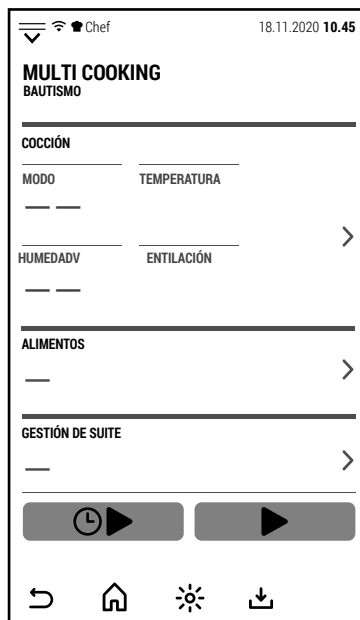 Chef 18.11.2020 10.45
MULTI COOKING
BAUTISMO
COCCIÓN
MODO TEMPERATURA
— —
HUMEDADV ENTILACIÓN
— —
ALIMENTOS
—
GESTIÓN DE SUITE
—